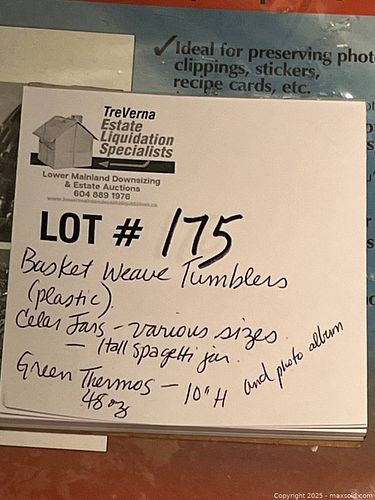 ✓Ideal for preserving phot
clippings, stickers,
recipe cards, etc.
TreVerna
Estate
Liquidation
Specialists
Lower Mainland Downsizing
& Estate Auctions
604 889 1976
LOT # 175
Basket Weave Tumblers
(plastic)
Celer Jars - various sizes
- 1 tall spagetti jar.
and photo album
Green Thermos - 10" H
48 oz
Copyright 2025 - maxsold.com